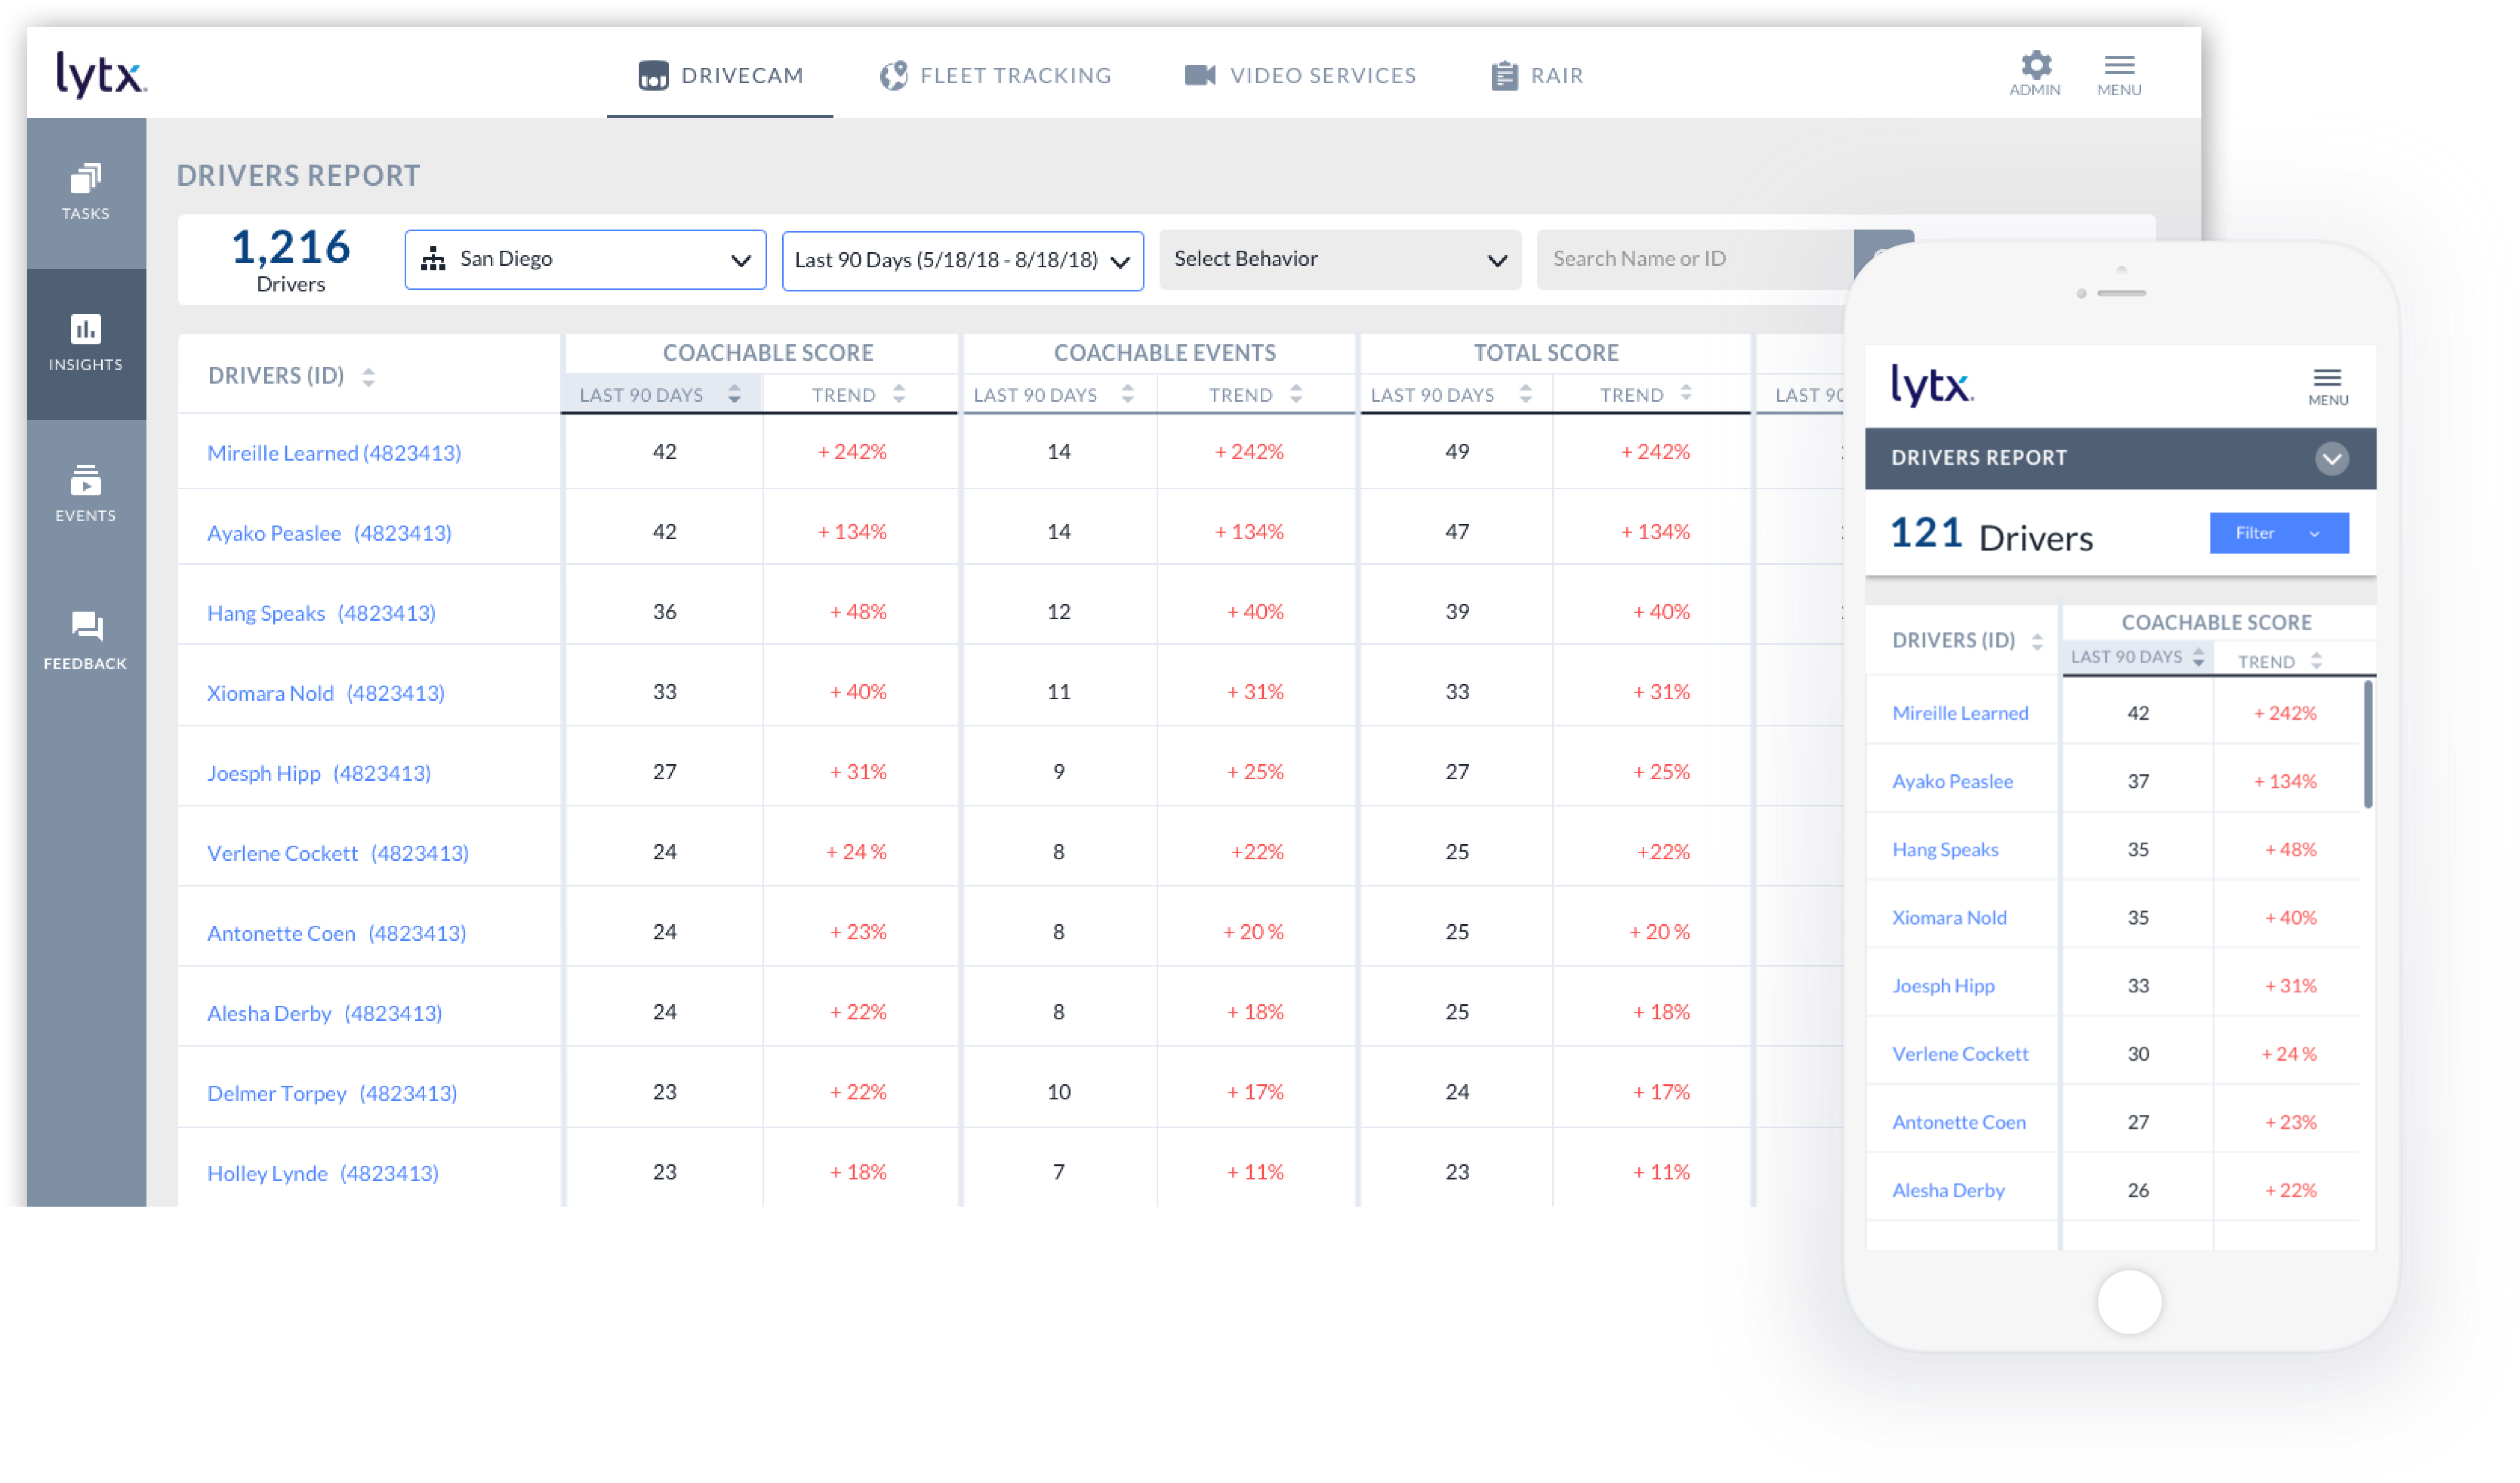 lytx.
DRIVECAM FLEET TRACKING VIDEO SERVICES RAIR
ADMIN MENU
TASKS
INSIGHTS
EVENTS
FEEDBACK
DRIVERS REPORT
1,216
Drivers
San Diego Last 90 Days (5/18/18 - 8/18/18) Select Behavior Search Name or ID
DRIVERS (ID) COACHABLE SCORE COACHABLE EVENTS TOTAL SCORE
LAST 90 DAYS TREND LAST 90 DAYS TREND LAST 90 DAYS TREND LAST 90
Mireille Learned (4823413) 42 + 242% 14 + 242% 49 + 242%
Ayako Peaslee (4823413) 42 + 134% 14 + 134% 47 + 134%
Hang Speaks (4823413) 36 + 48% 12 + 40% 39 + 40%
Xiomara Nold (4823413) 33 + 40% 11 + 31% 33 + 31%
Joesph Hipp (4823413) 27 + 31% 9 + 25% 27 + 25%
Verlene Cockett (4823413) 24 + 24 % 8 +22% 25 +22%
Antonette Coen (4823413) 24 + 23% 8 + 20 % 25 + 20 %
Alesha Derby (4823413) 24 + 22% 8 + 18% 25 + 18%
Delmer Torpey (4823413) 23 + 22% 10 + 17% 24 + 17%
Holley Lynde (4823413) 23 + 18% 7 + 11% 23 + 11%
lytx.
MENU
DRIVERS REPORT
121 Drivers Filter
DRIVERS (ID) COACHABLE SCORE
LAST 90 DAYS TREND
Mireille Learned 42 + 242%
Ayako Peaslee 37 + 134%
Hang Speaks 35 + 48%
Xiomara Nold 35 + 40%
Joesph Hipp 33 + 31%
Verlene Cockett 30 + 24 %
Antonette Coen 27 + 23%
Alesha Derby 26 + 22%